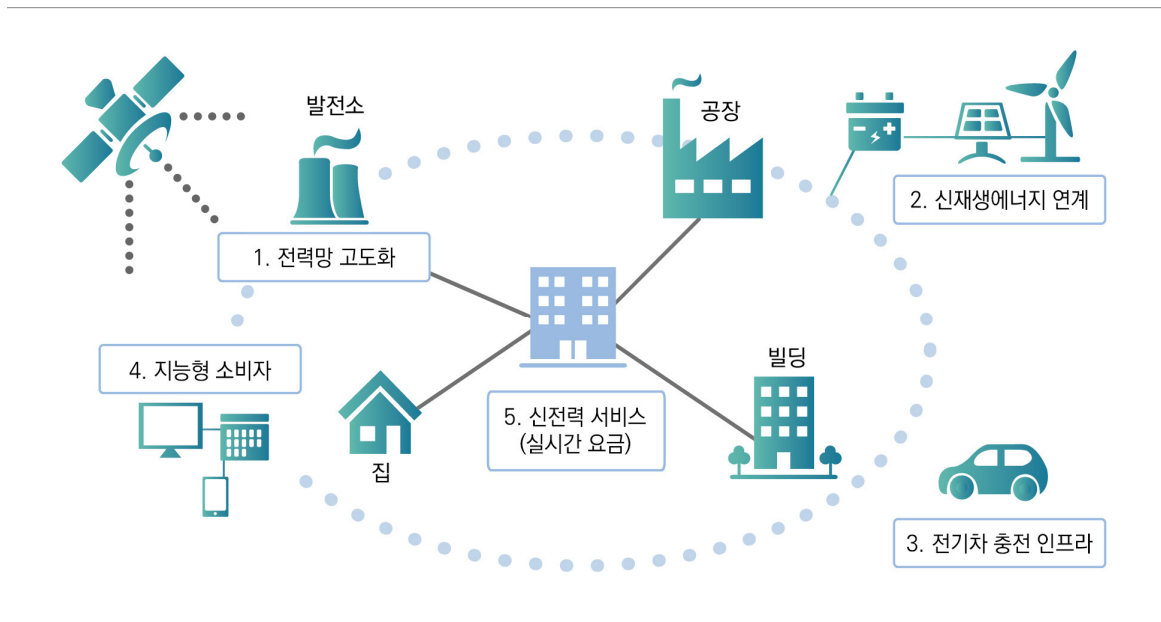 발전소
공장
2. 신재생에너지 연계
1. 전력망 고도화
4. 지능형 소비자
빌딩
5. 신전력 서비스
(실시간 요금)
집
3. 전기차 충전 인프라